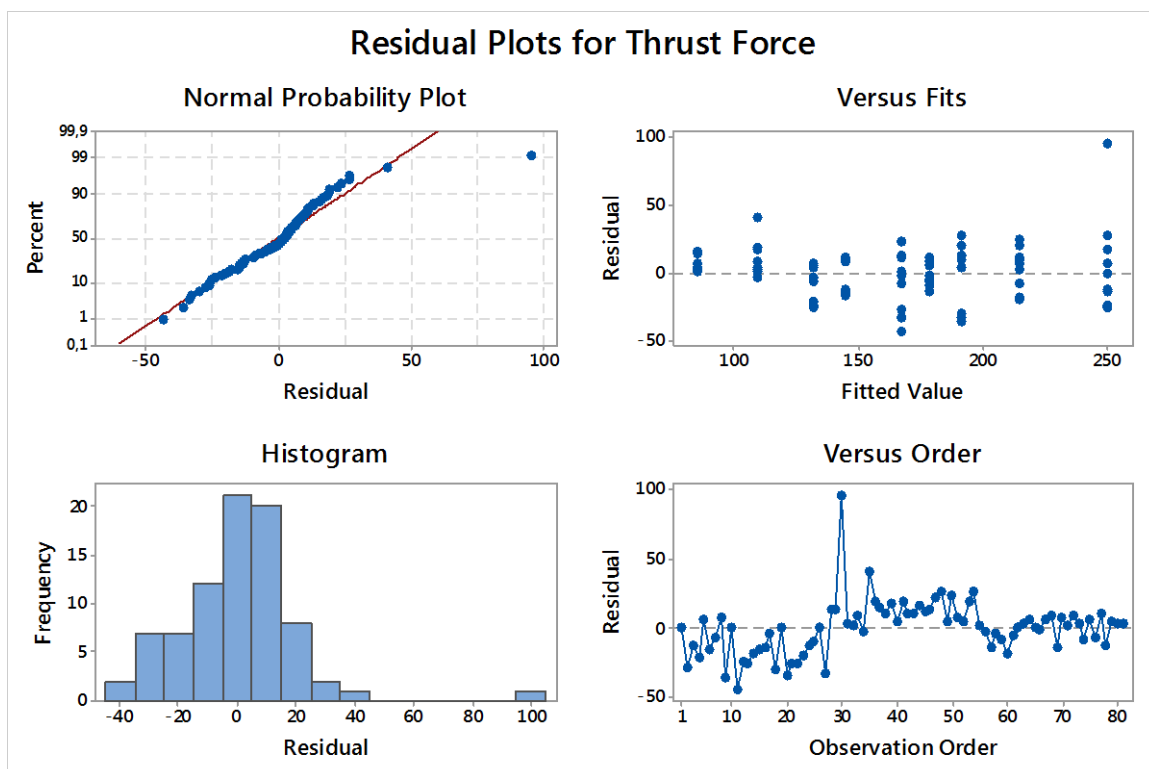 Residual Plots for Thrust Force
Normal Probability Plot
99,9
99
90
50
10
1
0,1
Percent
-50 0 50 100
Residual
Versus Fits
100
50
0
-50
Residual
100 150 200 250
Fitted Value
Histogram
20
15
10
5
0
Frequency
-40 -20 0 20 40 60 80 100
Residual
Versus Order
100
50
0
-50
Residual
1 10 20 30 40 50 60 70 80
Observation Order